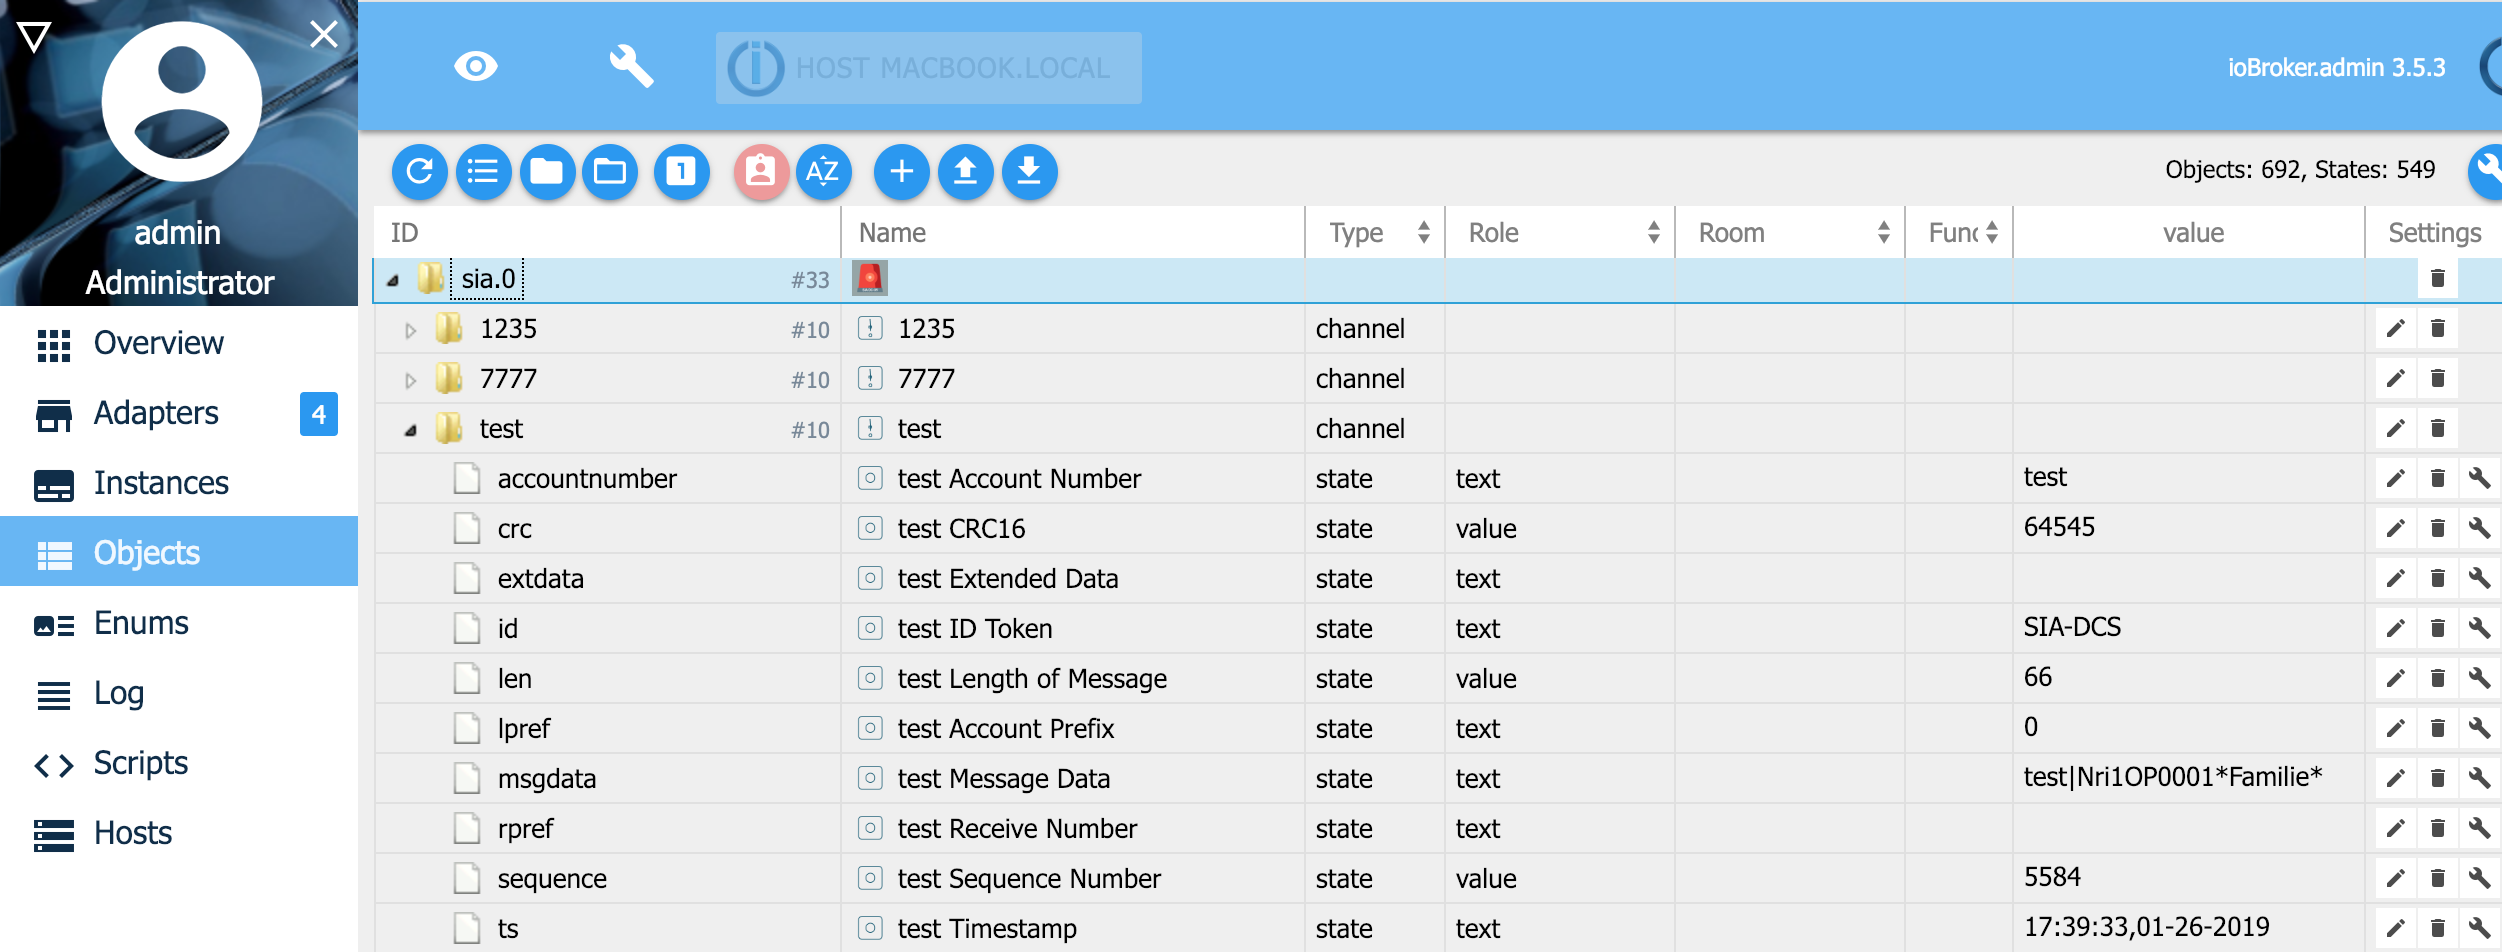 HOST MACBOOK.LOCAL
ioBroker.admin 3.5.3
admin
Administrator
Overview
Adapters 4
Instances
Objects
Enums
Log
Scripts
Hosts
1 AZ Objects: 692, States: 549
ID Name Type Role Room Func value Settings
sia.0 #33
1235 #10 1235 channel
7777 #10 7777 channel
test #10 test channel
accountnumber test Account Number state text test
crc test CRC16 state value 64545
extdata test Extended Data state text
id test ID Token state text SIA-DCS
len test Length of Message state value 66
lpref test Account Prefix state text 0
msgdata test Message Data state text test|Nri1OP0001*Familie*
rpref test Receive Number state text
sequence test Sequence Number state value 5584
ts test Timestamp state text 17:39:33,01-26-2019